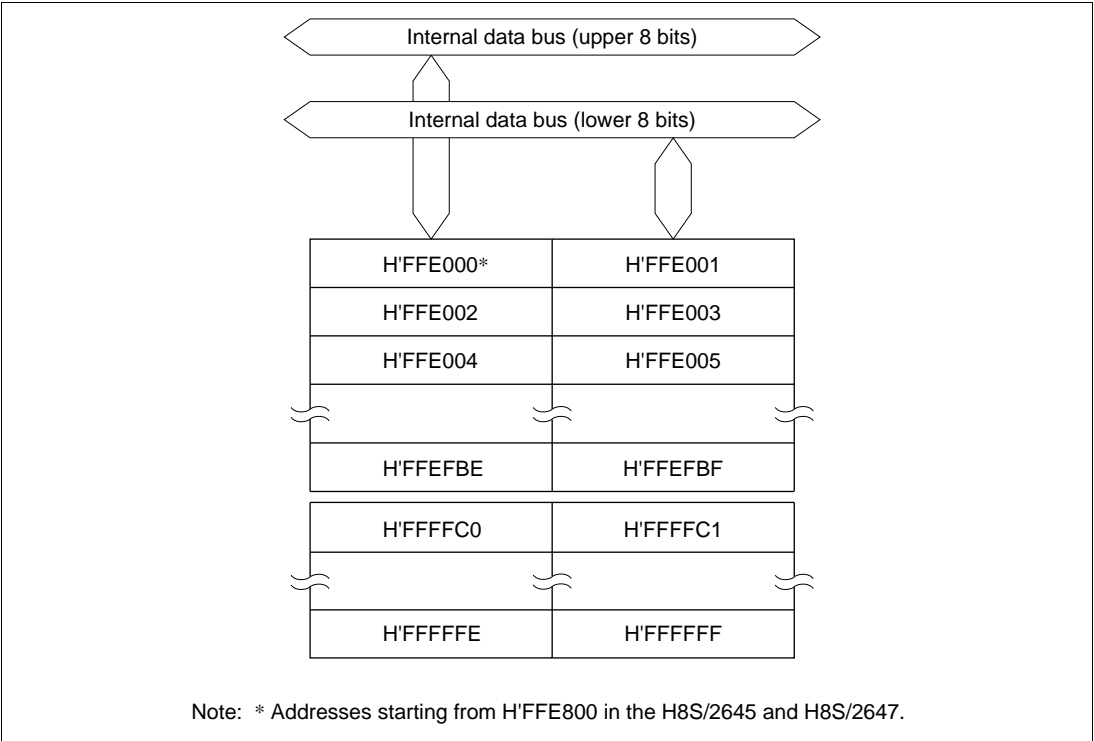 Internal data bus (upper 8 bits)
Internal data bus (lower 8 bits)
H'FFE000* H'FFE001
H'FFE002 H'FFE003
H'FFE004 H'FFE005
H'FFEFBE H'FFEFBF
H'FFFFC0 H'FFFFC1
H'FFFFFE H'FFFFFF
Note: * Addresses starting from H'FFE800 in the H8S/2645 and H8S/2647.